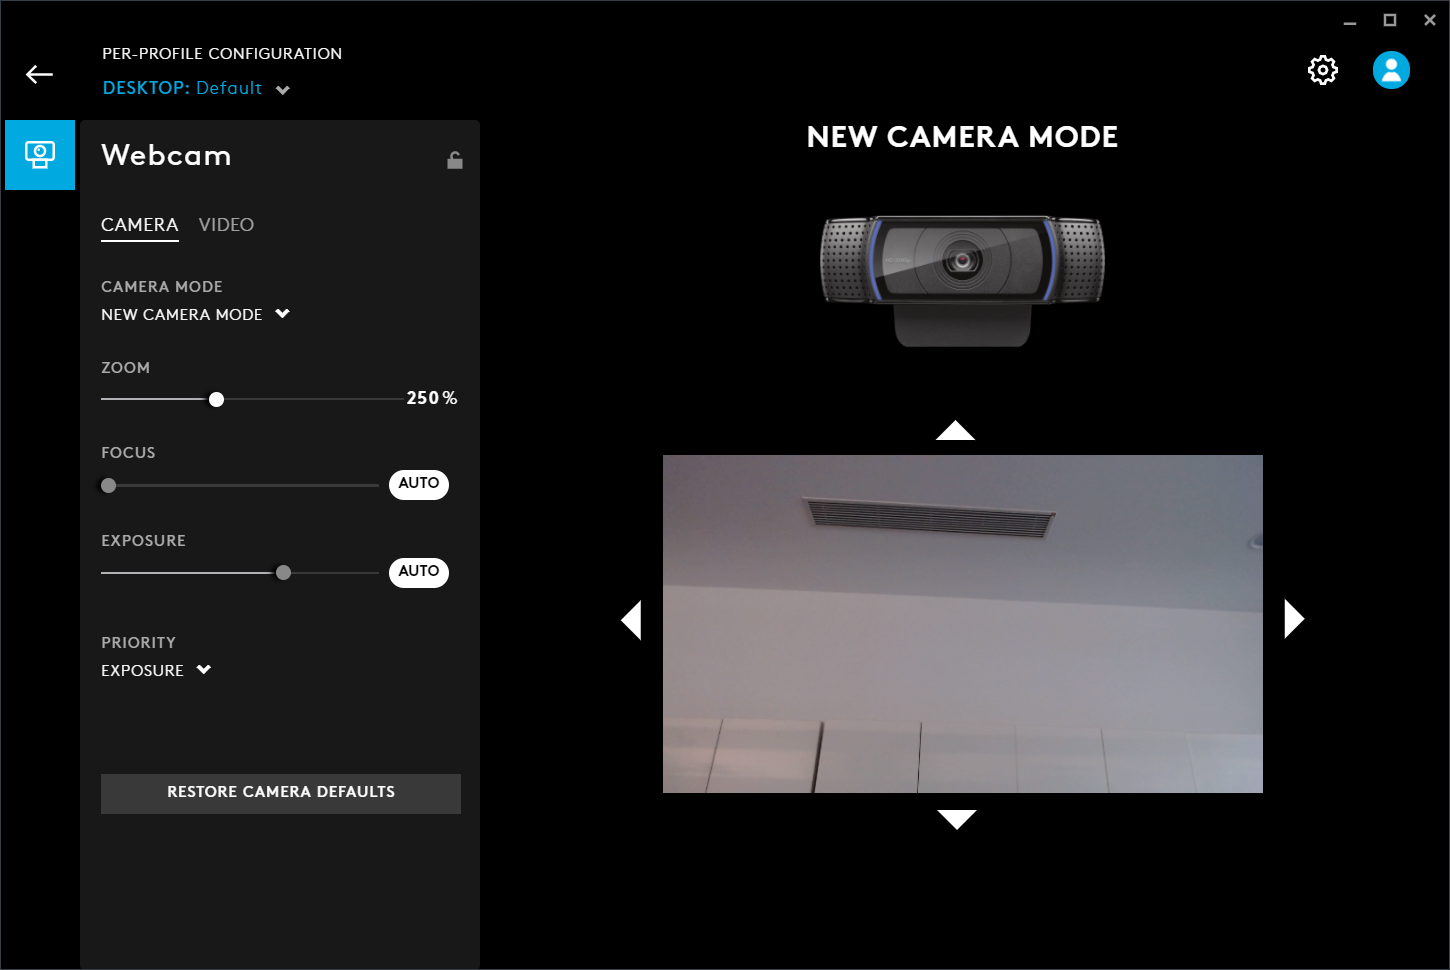 PER-PROFILE CONFIGURATION
DESKTOP: Default
Webcam
CAMERA VIDEO
CAMERA MODE
NEW CAMERA MODE
ZOOM
250 %
FOCUS
AUTO
EXPOSURE
AUTO
PRIORITY
EXPOSURE
RESTORE CAMERA DEFAULTS
NEW CAMERA MODE